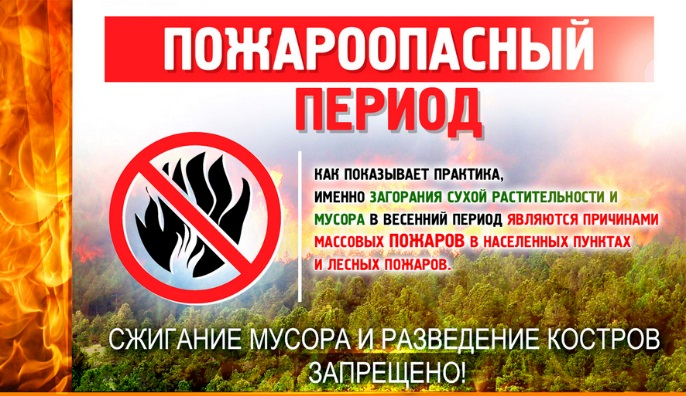 ПОЖАРООПАСНЫЙ
ПЕРИОД
КАК ПОКАЗЫВАЕТ ПРАКТИКА,
ИМЕННО ЗАГОРАНИЯ СУХОЙ РАСТИТЕЛЬНОСТИ И
МУСОРА В ВЕСЕННИЙ ПЕРИОД ЯВЛЯЮТСЯ ПРИЧИНАМИ
МАССОВЫХ ПОЖАРОВ В НАСЕЛЕННЫХ ПУНКТАХ
И ЛЕСНЫХ ПОЖАРОВ.
СЖИГАНИЕ МУСОРА И РАЗВЕДЕНИЕ КОСТРОВ
ЗАПРЕЩЕНО!